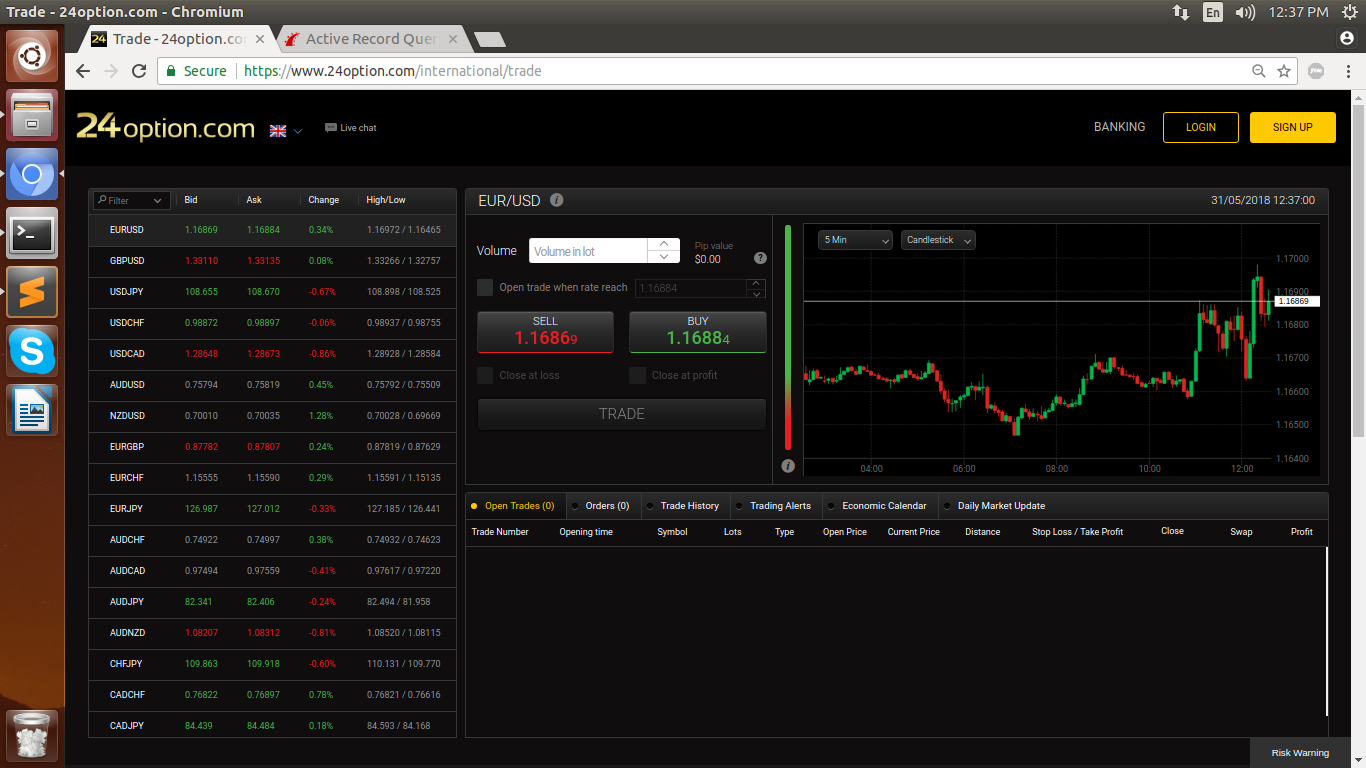 Trade - 24option.com - Chromium
En
12:37 PM
24 Trade - 24option.co
Active Record Quer
Secure https://www.24option.com/international/trade
24option.com
Live chat
BANKING
LOGIN
SIGN UP
Filter Bid Ask Change High/Low
EURUSD 1.16869 1.16884 0.34% 1.16972 / 1.16465
GBPUSD 1.33110 1.33135 0.08% 1.33266 / 1.32757
USDJPY 108.655 108.670 -0.67% 108.898 / 108.525
USDCHF 0.98872 0.98897 -0.06% 0.98937 / 0.98755
USDCAD 1.28648 1.28673 -0.86% 1.28928 / 1.28584
AUDUSD 0.75794 0.75819 0.45% 0.75792 / 0.75509
NZDUSD 0.70010 0.70035 1.28% 0.70028 / 0.69669
EURGBP 0.87782 0.87807 0.24% 0.87819 / 0.87629
EURCHF 1.15555 1.15590 0.29% 1.15591 / 1.15135
EURJPY 126.987 127.012 -0.33% 127.185 / 126.441
AUDCHF 0.74922 0.74997 0.38% 0.74932 / 0.74623
AUDCAD 0.97494 0.97559 -0.41% 0.97617 / 0.97220
AUDJPY 82.341 82.406 -0.24% 82.494 / 81.958
AUDNZD 1.08207 1.08312 -0.81% 1.08520 / 1.08115
CHFJPY 109.863 109.918 -0.60% 110.131 / 109.770
CADCHF 0.76822 0.76897 0.78% 0.76821 / 0.76616
CADJPY 84.439 84.484 0.18% 84.593 / 84.168
EUR/USD i
31/05/2018 12:37:00
Volume
Volume in lot
Pip value
$0.00
?
Open trade when rate reach 1.16884
SELL
1.16869
BUY
1.16884
Close at loss
Close at profit
TRADE
i
5 Min
Candlestick
1.17000
1.16900
1.16869
1.16800
1.16700
1.16600
1.16500
1.16400
04:00 06:00 08:00 10:00 12:00
Open Trades (0) Orders (0) Trade History Trading Alerts Economic Calendar Daily Market Update
Trade Number Opening time Symbol Lots Type Open Price Current Price Distance Stop Loss / Take Profit Close Swap Profit
Risk Warning